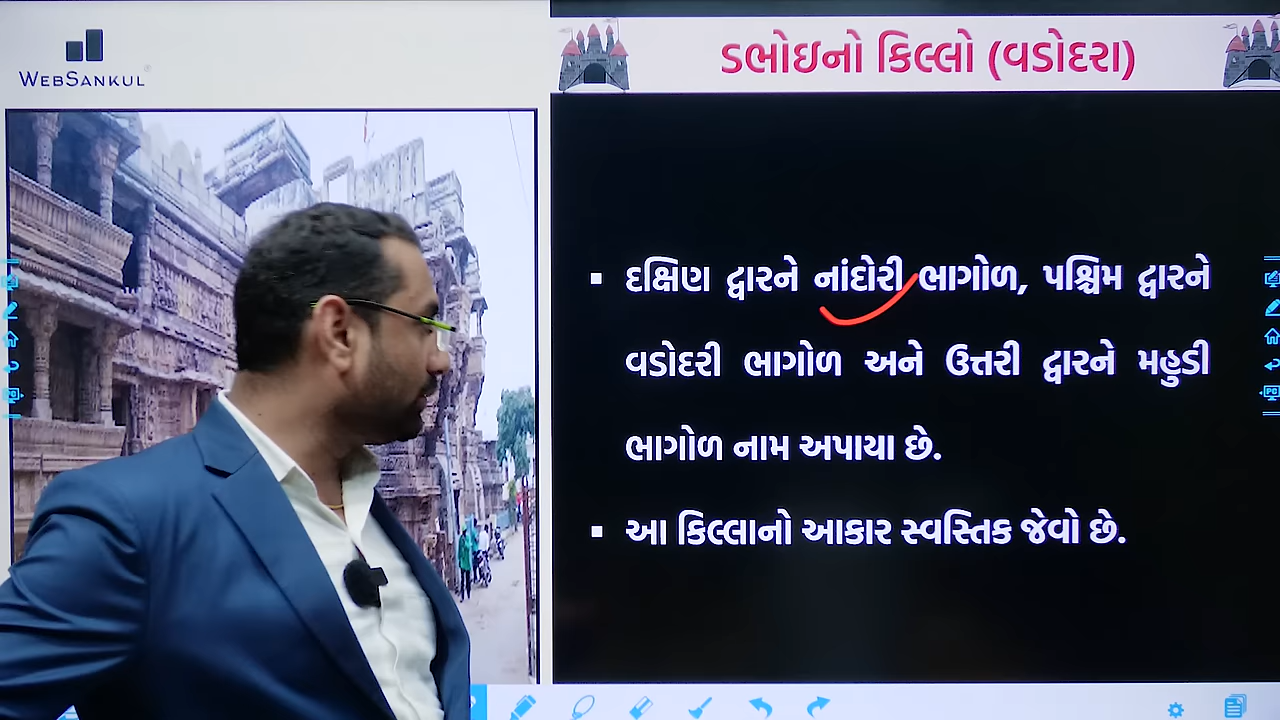 WEBSANKUL
ડભોઇનો કિલ્લો (વડોદરા)
▪ દક્ષિણ દ્વારને નાંદોરી ભાગોળ, પશ્ચિમ દ્વારને
વડોદરી ભાગોળ અને ઉત્તરી દ્વારને મહુડી
ભાગોળ નામ અપાયા છે.
▪ આ કિલ્લાનો આકાર સ્વસ્તિક જેવો છે.